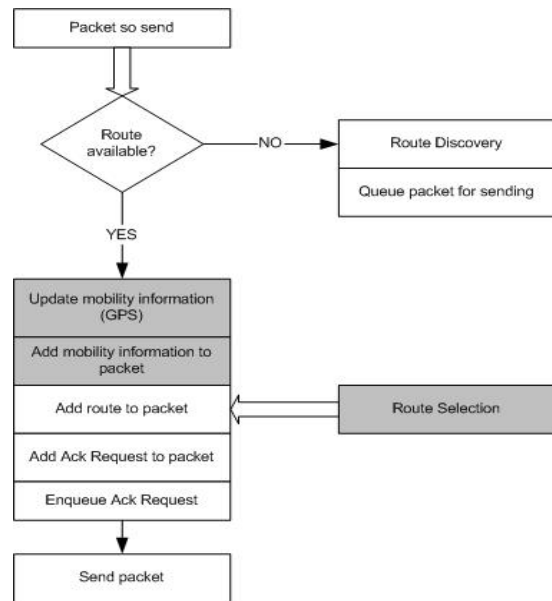 Packet so send
Route
available?
NO
Route Discovery
Queue packet for sending
YES
Update mobility information
(GPS)
Add mobility information to
packet
Add route to packet
Route Selection
Add Ack Request to packet
Enqueue Ack Request
Send packet